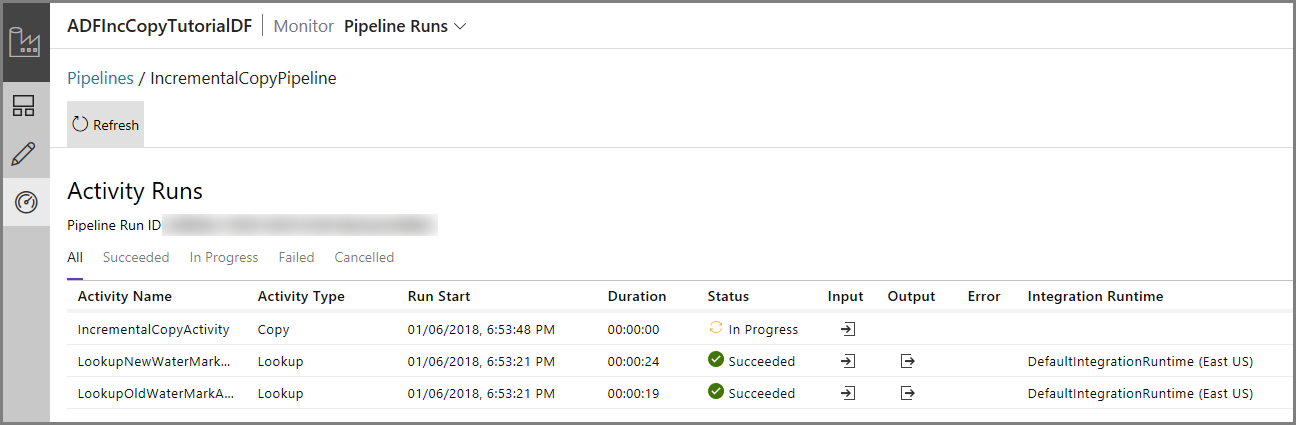 ADFIncCopyTutorialDF Monitor Pipeline Runs
Pipelines / IncrementalCopyPipeline
Refresh
Activity Runs
Pipeline Run ID
All Succeeded In Progress Failed Cancelled
Activity Name Activity Type Run Start Duration Status Input Output Error Integration Runtime
IncrementalCopyActivity Copy 01/06/2018, 6:53:48 PM 00:00:00 In Progress
LookupNewWaterMark... Lookup 01/06/2018, 6:53:21 PM 00:00:24 Succeeded DefaultIntegrationRuntime (East US)
LookupOldWaterMarkA... Lookup 01/06/2018, 6:53:21 PM 00:00:19 Succeeded DefaultIntegrationRuntime (East US)